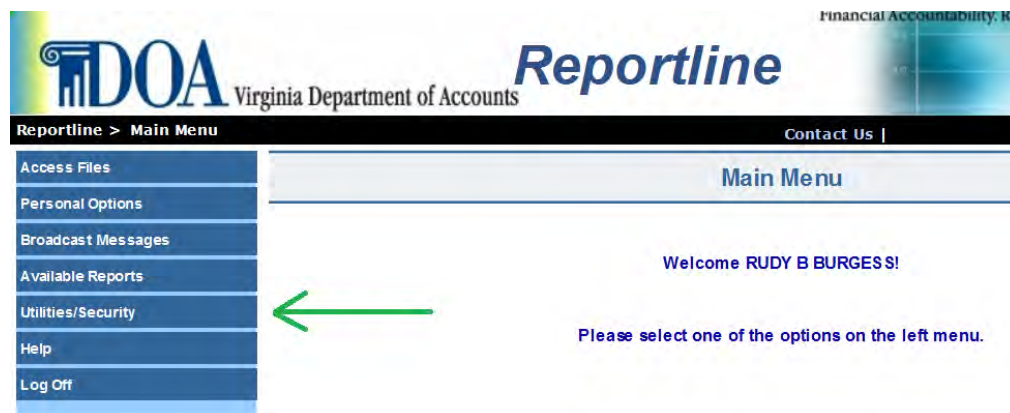 Financial Accountability, R
DOA Virginia Department of Accounts
Reportline
Reportline > Main Menu
Contact Us |
Access Files
Personal Options
Broadcast Messages
Available Reports
Utilities/Security
Help
Log Off
Main Menu
Welcome RUDY B BURGESS!
Please select one of the options on the left menu.